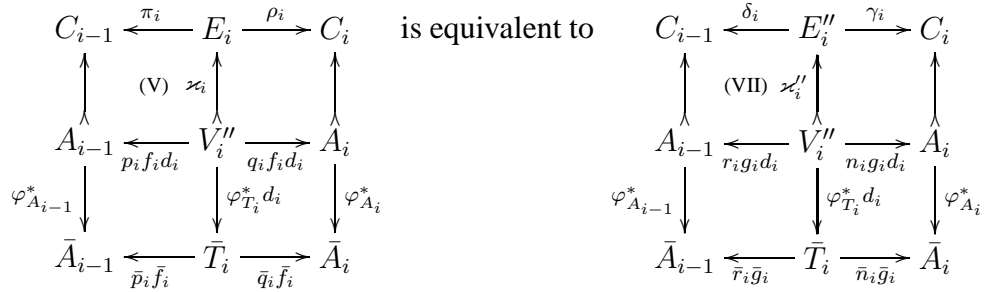 C_{i-1} π_i E_i ρ_i C_i is equivalent to C_{i-1} δ_i E''_i γ_i C_i
(V) ϰ_i (VII) ϰ''_i
A_{i-1} V''_i A_i A_{i-1} V''_i A_i
p_i f_i d_i q_i f_i d_i r_i g_i d_i n_i g_i d_i
φ^*_{A_{i-1}} φ^*_{T_i} d_i φ^*_{A_i} φ^*_{A_{i-1}} φ^*_{T_i} d_i φ^*_{A_i}
Ā_{i-1} T̄_i Ā_i Ā_{i-1} T̄_i Ā_i
p̄_i f̄_i q̄_i f̄_i r̄_i ḡ_i n̄_i ḡ_i